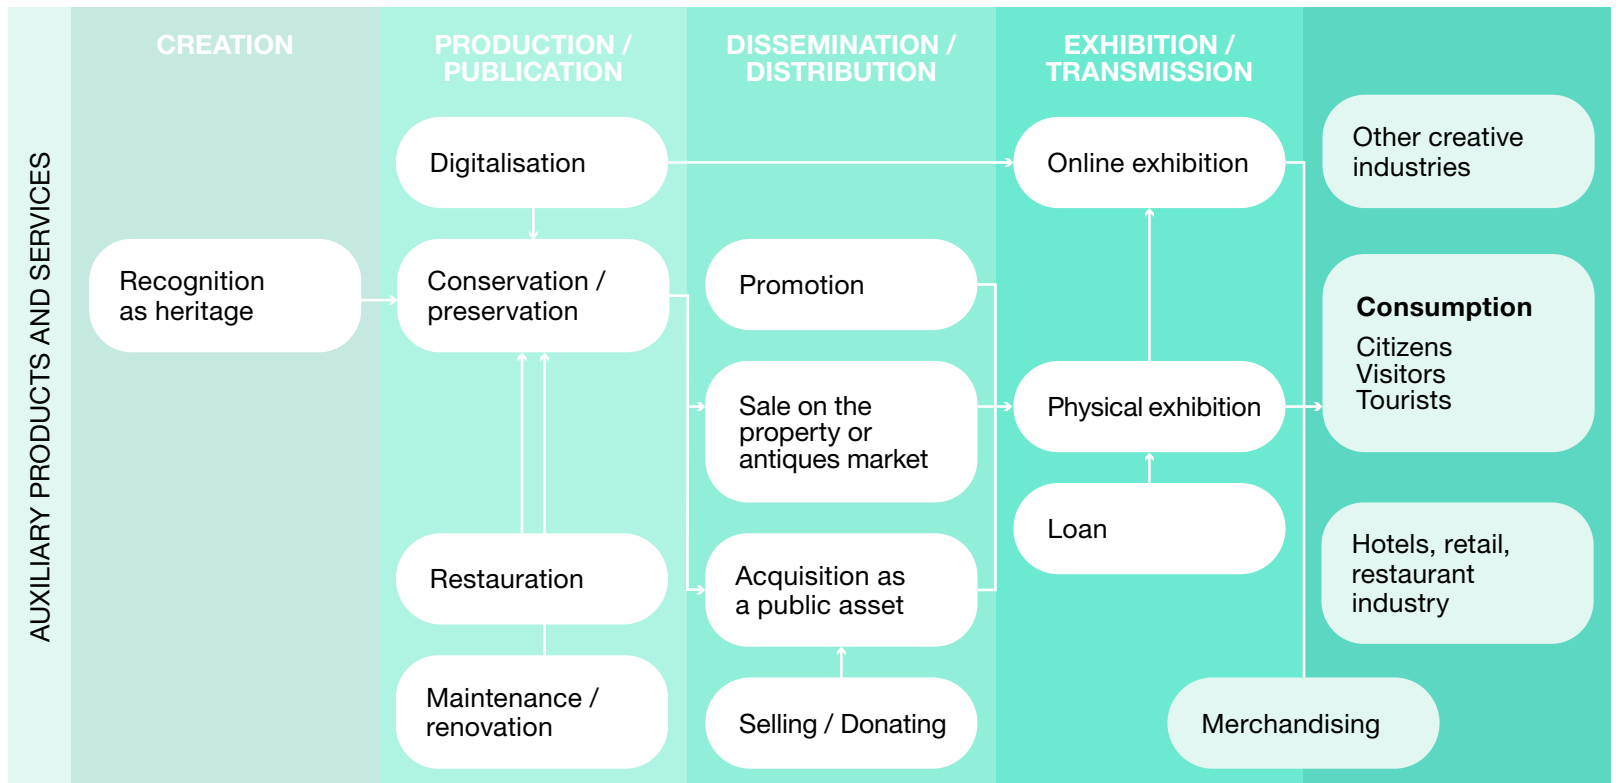 AUXILIARY PRODUCTS AND SERVICES
CREATION
Recognition
as heritage
PRODUCTION /
PUBLICATION
Digitalisation
Conservation /
preservation
Restauration
Maintenance /
renovation
DISSEMINATION /
DISTRIBUTION
Promotion
Sale on the
property or
antiques market
Acquisition as
a public asset
Selling / Donating
EXHIBITION /
TRANSMISSION
Online exhibition
Physical exhibition
Loan
Merchandising
Other creative
industries
Consumption
Citizens
Visitors
Tourists
Hotels, retail,
restaurant
industry